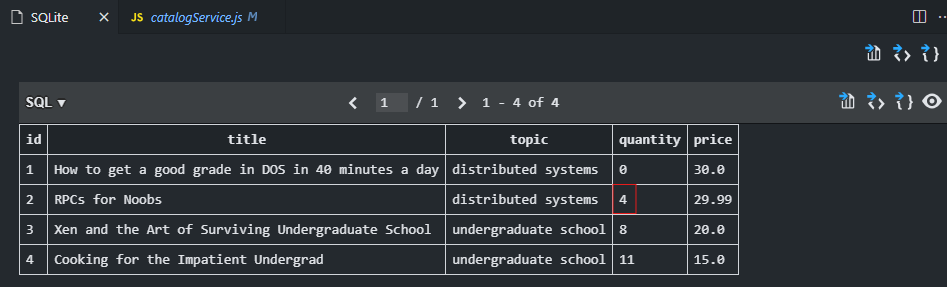 SQLite × JS catalogService.js M
SQL ▼ < 1 / 1 > 1 - 4 of 4
id title topic quantity price
1 How to get a good grade in DOS in 40 minutes a day distributed systems 0 30.0
2 RPCs for Noobs distributed systems 4 29.99
3 Xen and the Art of Surviving Undergraduate School undergraduate school 8 20.0
4 Cooking for the Impatient Undergrad undergraduate school 11 15.0